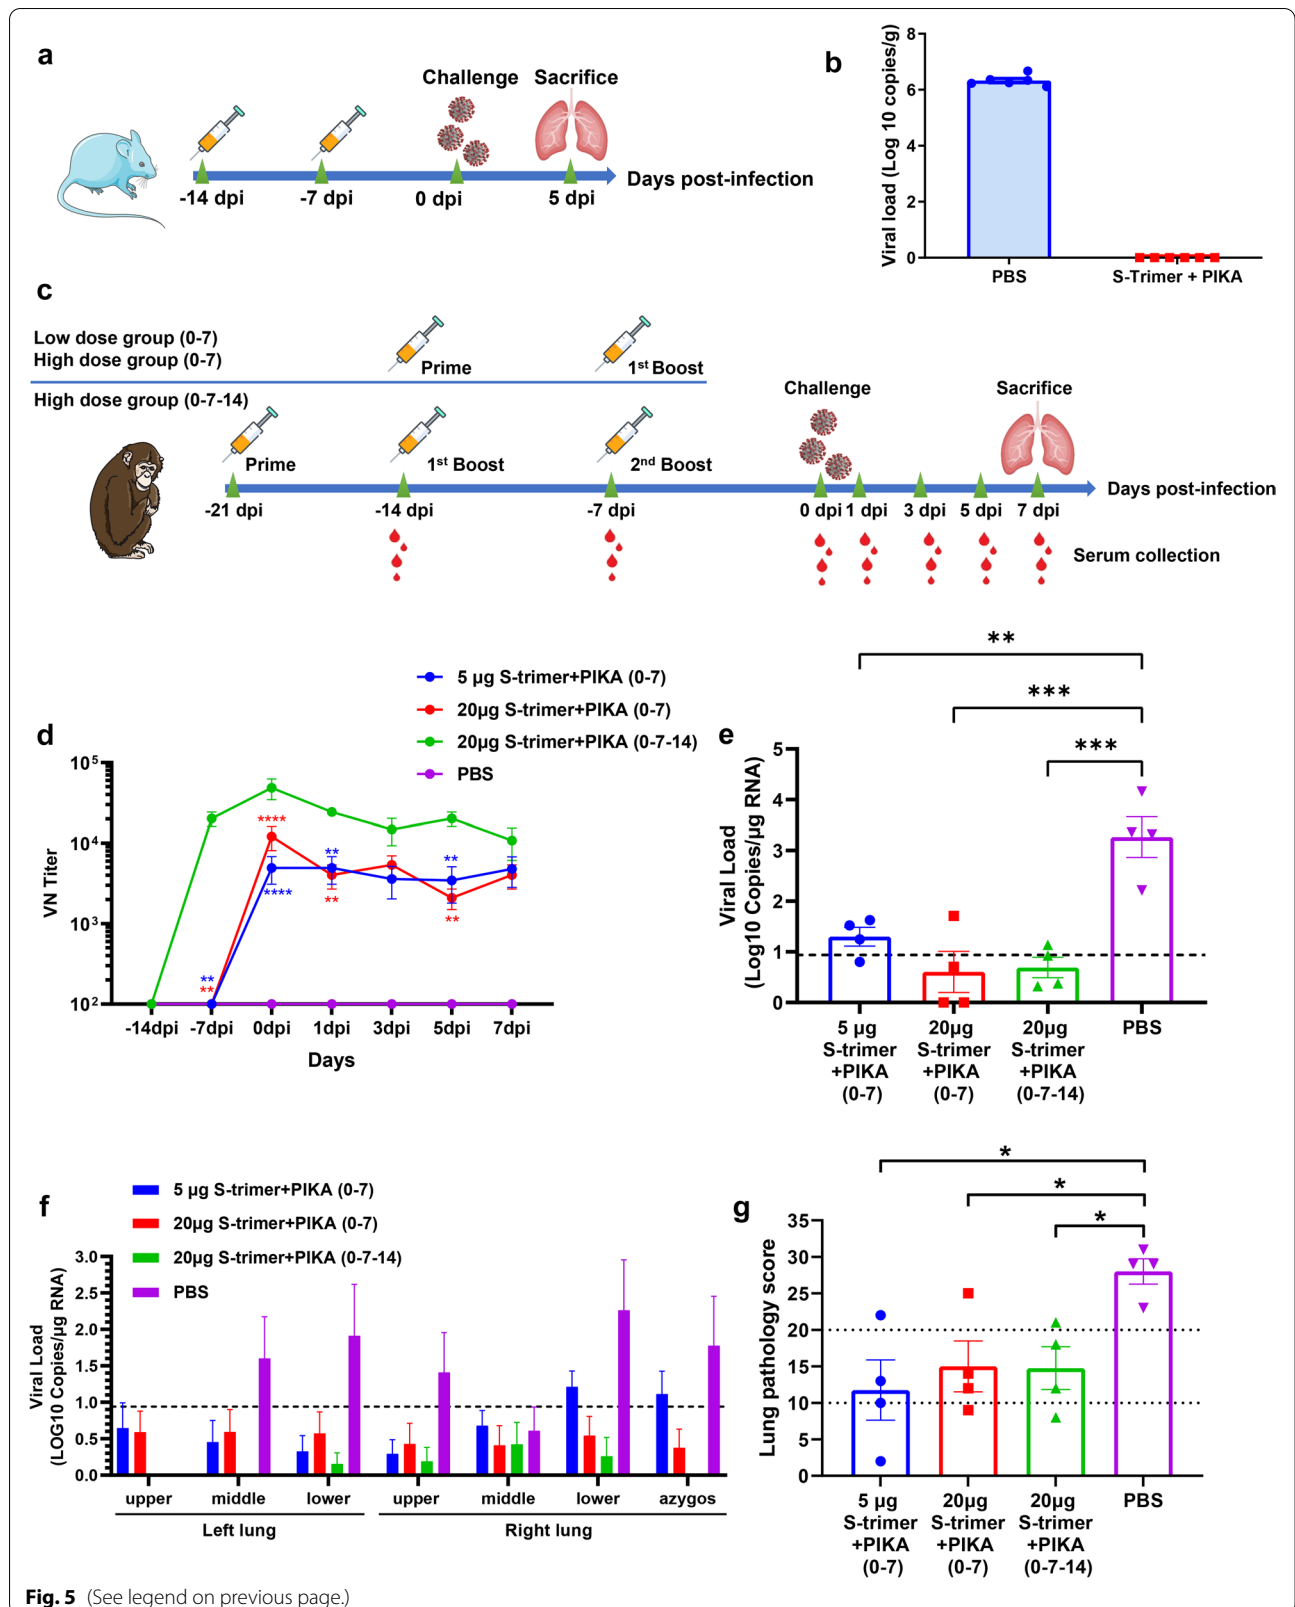 a
Challenge Sacrifice
-14 dpi -7 dpi 0 dpi 5 dpi
Days post-infection
b
Viral load (Log 10 copies/g)
8
6
4
2
0
PBS S-Trimer + PIKA
c
Low dose group (0-7)
High dose group (0-7)
Prime 1st Boost
High dose group (0-7-14)
Prime 1st Boost 2nd Boost
Challenge Sacrifice
-21 dpi -14 dpi -7 dpi 0 dpi 1 dpi 3 dpi 5 dpi 7 dpi
Days post-infection
Serum collection
d
5 µg S-trimer+PIKA (0-7)
20µg S-trimer+PIKA (0-7)
20µg S-trimer+PIKA (0-7-14)
PBS
VN Titer
10^5
10^4
10^3
10^2
****
****
**
**
**
**
**
**
-14dpi -7dpi 0dpi 1dpi 3dpi 5dpi 7dpi
Days
e
**
***
***
Viral Load
(Log10 Copies/µg RNA)
5
4
3
2
1
0
5 µg 20µg 20µg PBS
S-trimer S-trimer S-trimer
+PIKA +PIKA +PIKA
(0-7) (0-7) (0-7-14)
f
5 µg S-trimer+PIKA (0-7)
20µg S-trimer+PIKA (0-7)
20µg S-trimer+PIKA (0-7-14)
PBS
Viral Load
(LOG10 Copies/µg RNA)
3.0
2.5
2.0
1.5
1.0
0.5
0.0
upper middle lower upper middle lower azygos
Left lung Right lung
g
*
*
*
Lung pathology score
35
30
25
20
15
10
5
0
5 µg 20µg 20µg PBS
S-trimer S-trimer S-trimer
+PIKA +PIKA +PIKA
(0-7) (0-7) (0-7-14)
Fig. 5 (See legend on previous page.)